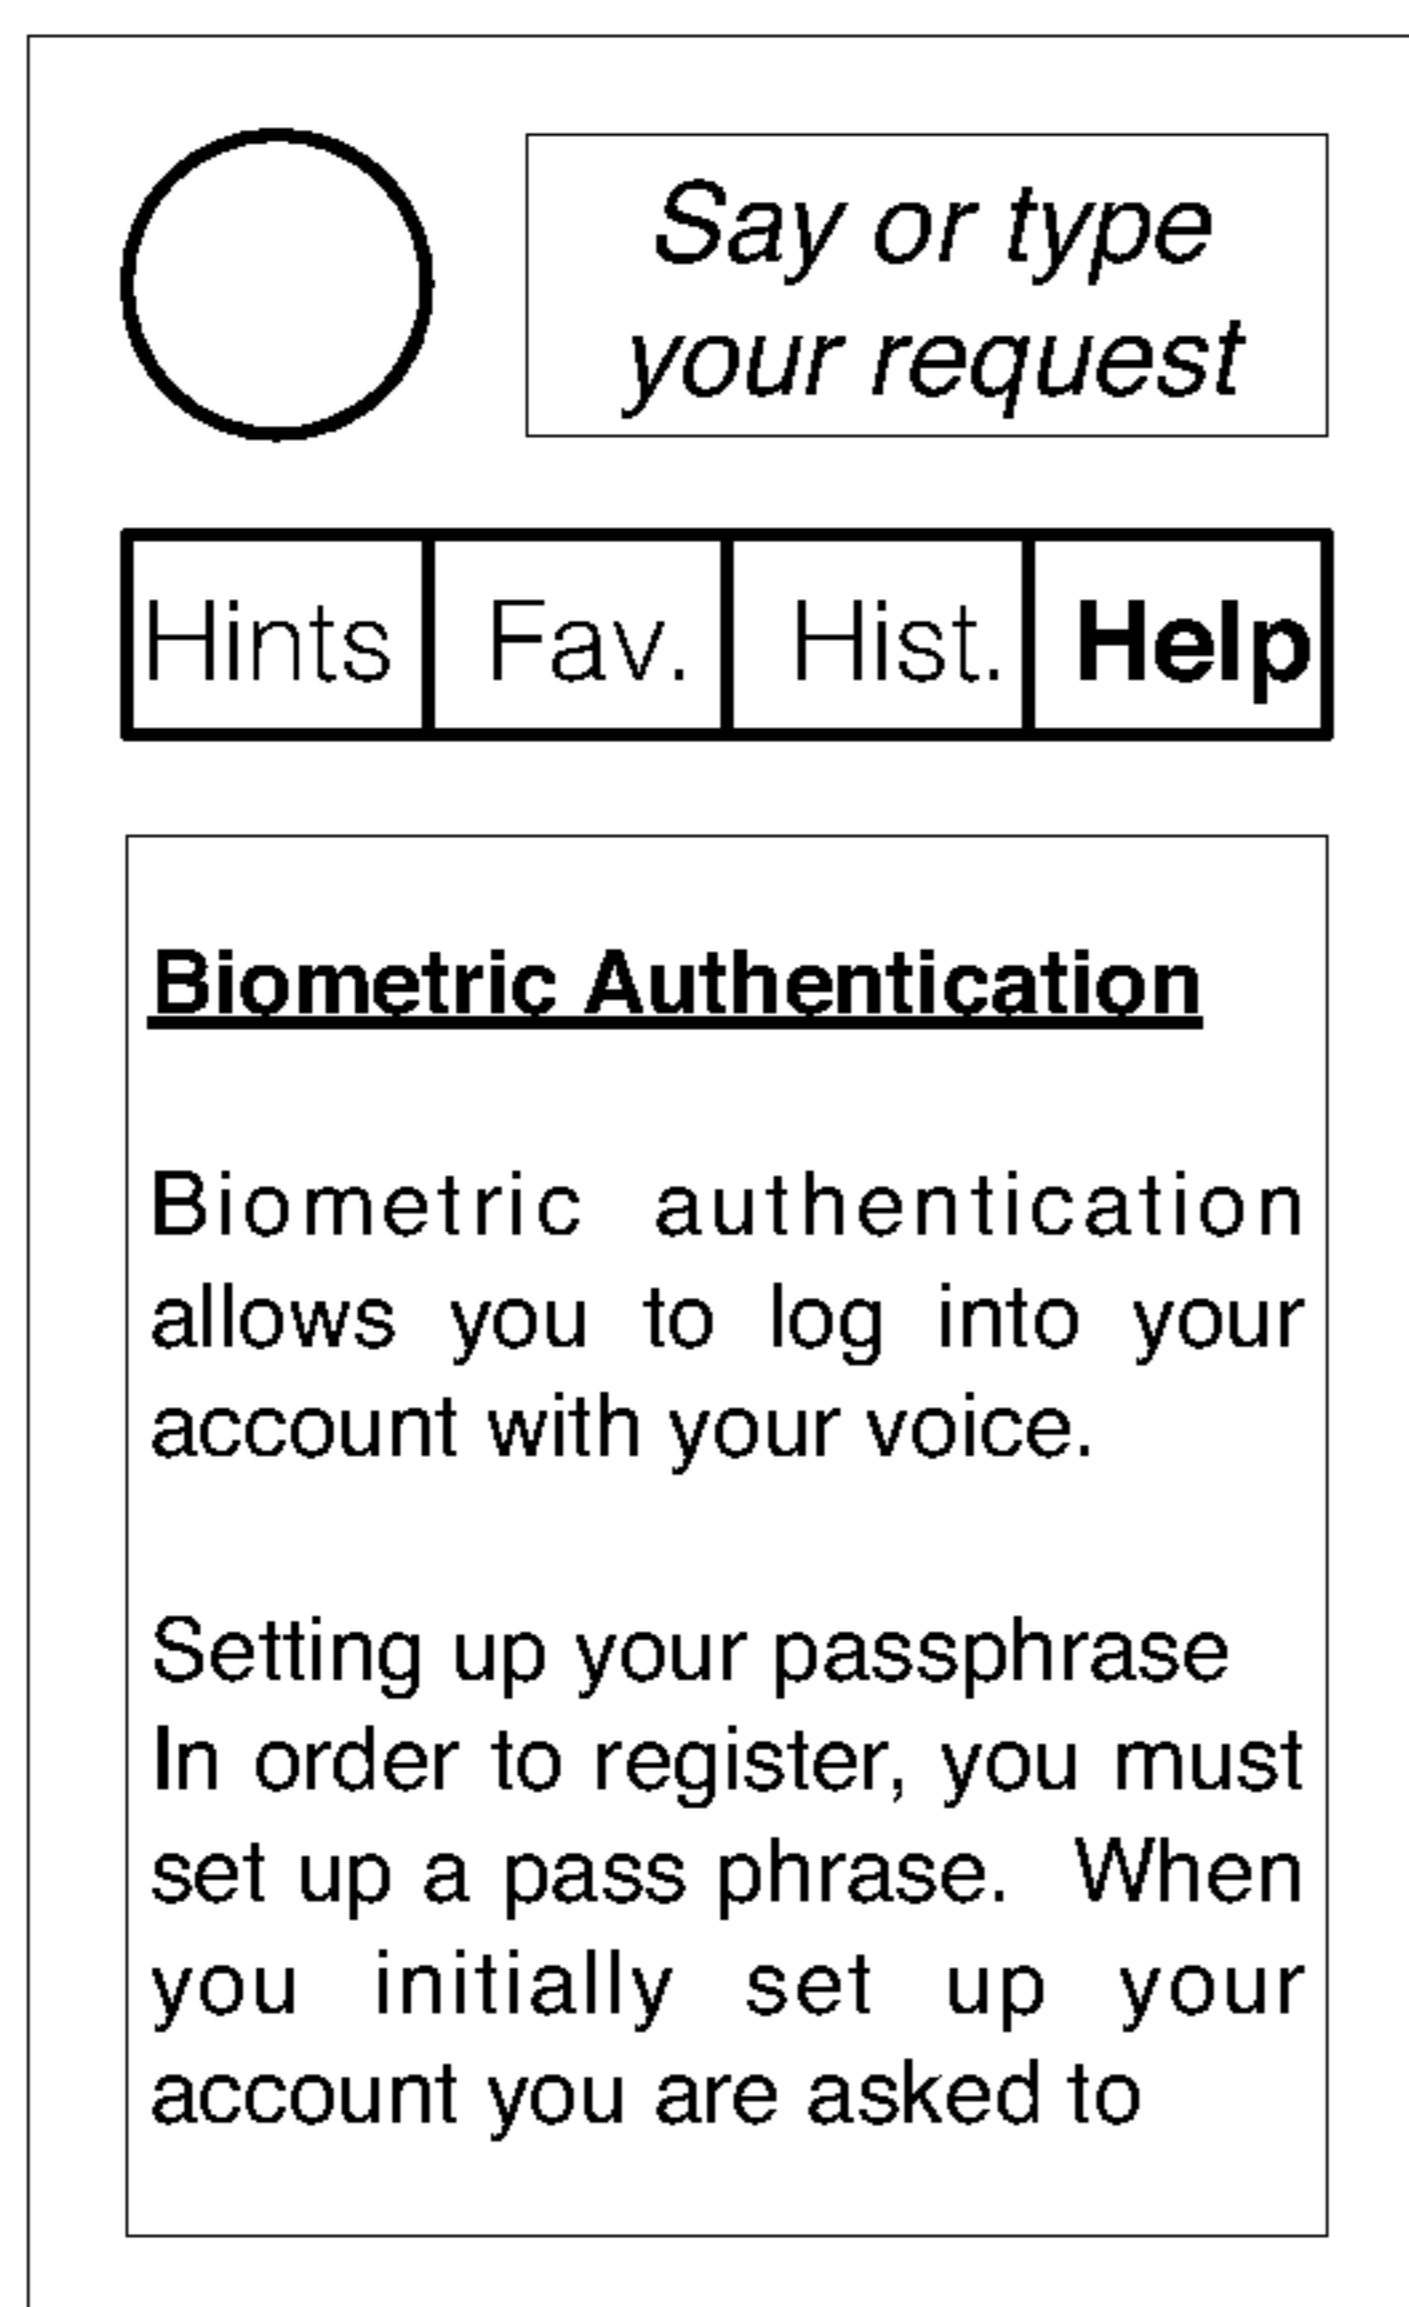 Say or type
your request
Hints Fav. Hist. Help
Biometric Authentication
Biometric authentication
allows you to log into your
account with your voice.
Setting up your passphrase
In order to register, you must
set up a pass phrase. When
you initially set up your
account you are asked to